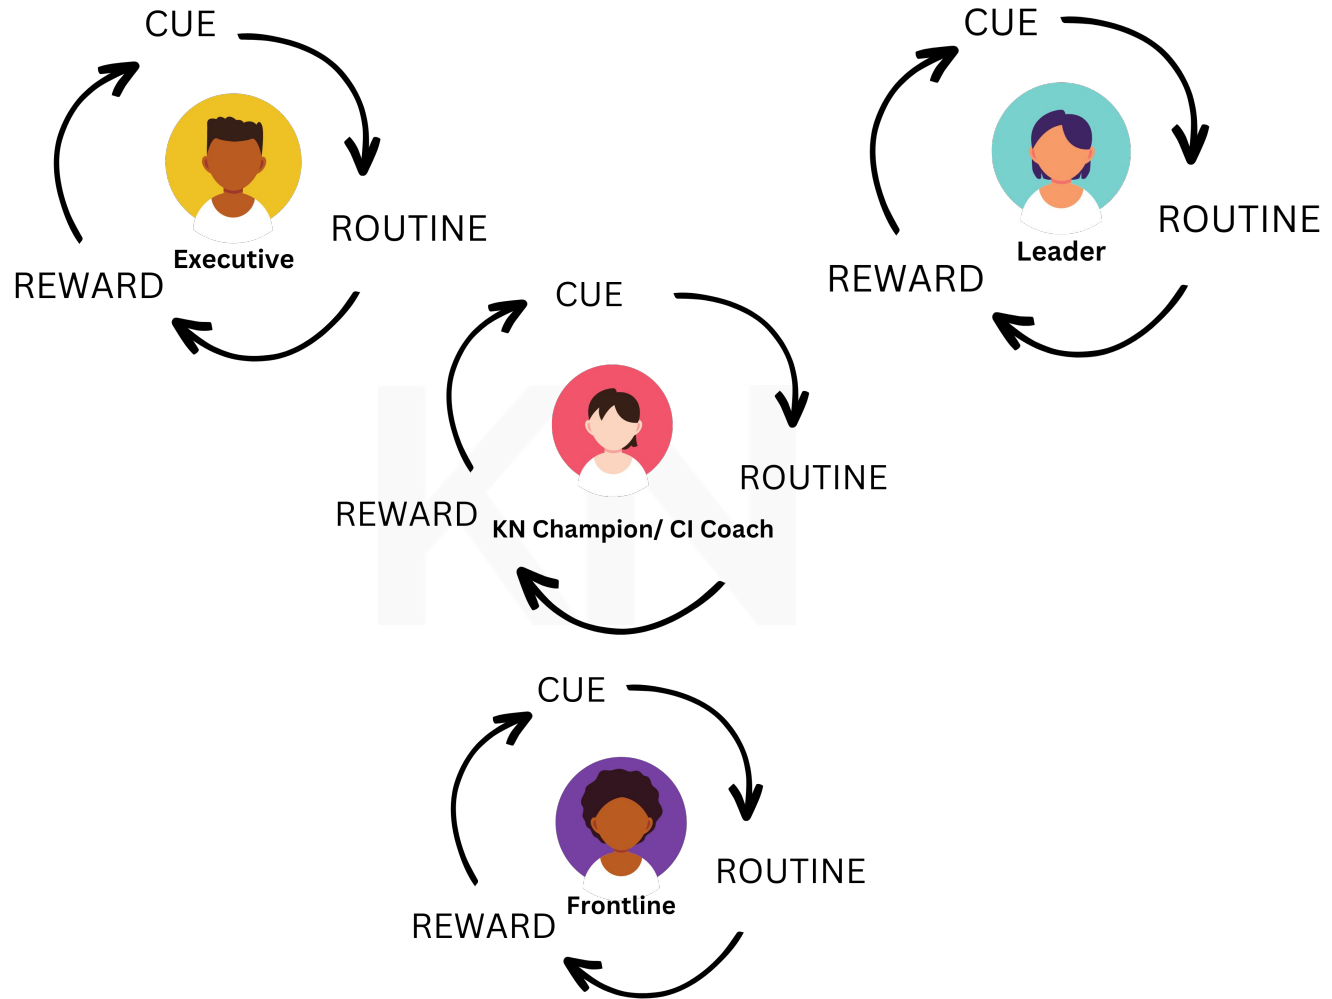 CUE
ROUTINE
Executive
REWARD
CUE
ROUTINE
Leader
REWARD
CUE
ROUTINE
REWARD
KN Champion/ CI Coach
KN
CUE
ROUTINE
Frontline
REWARD